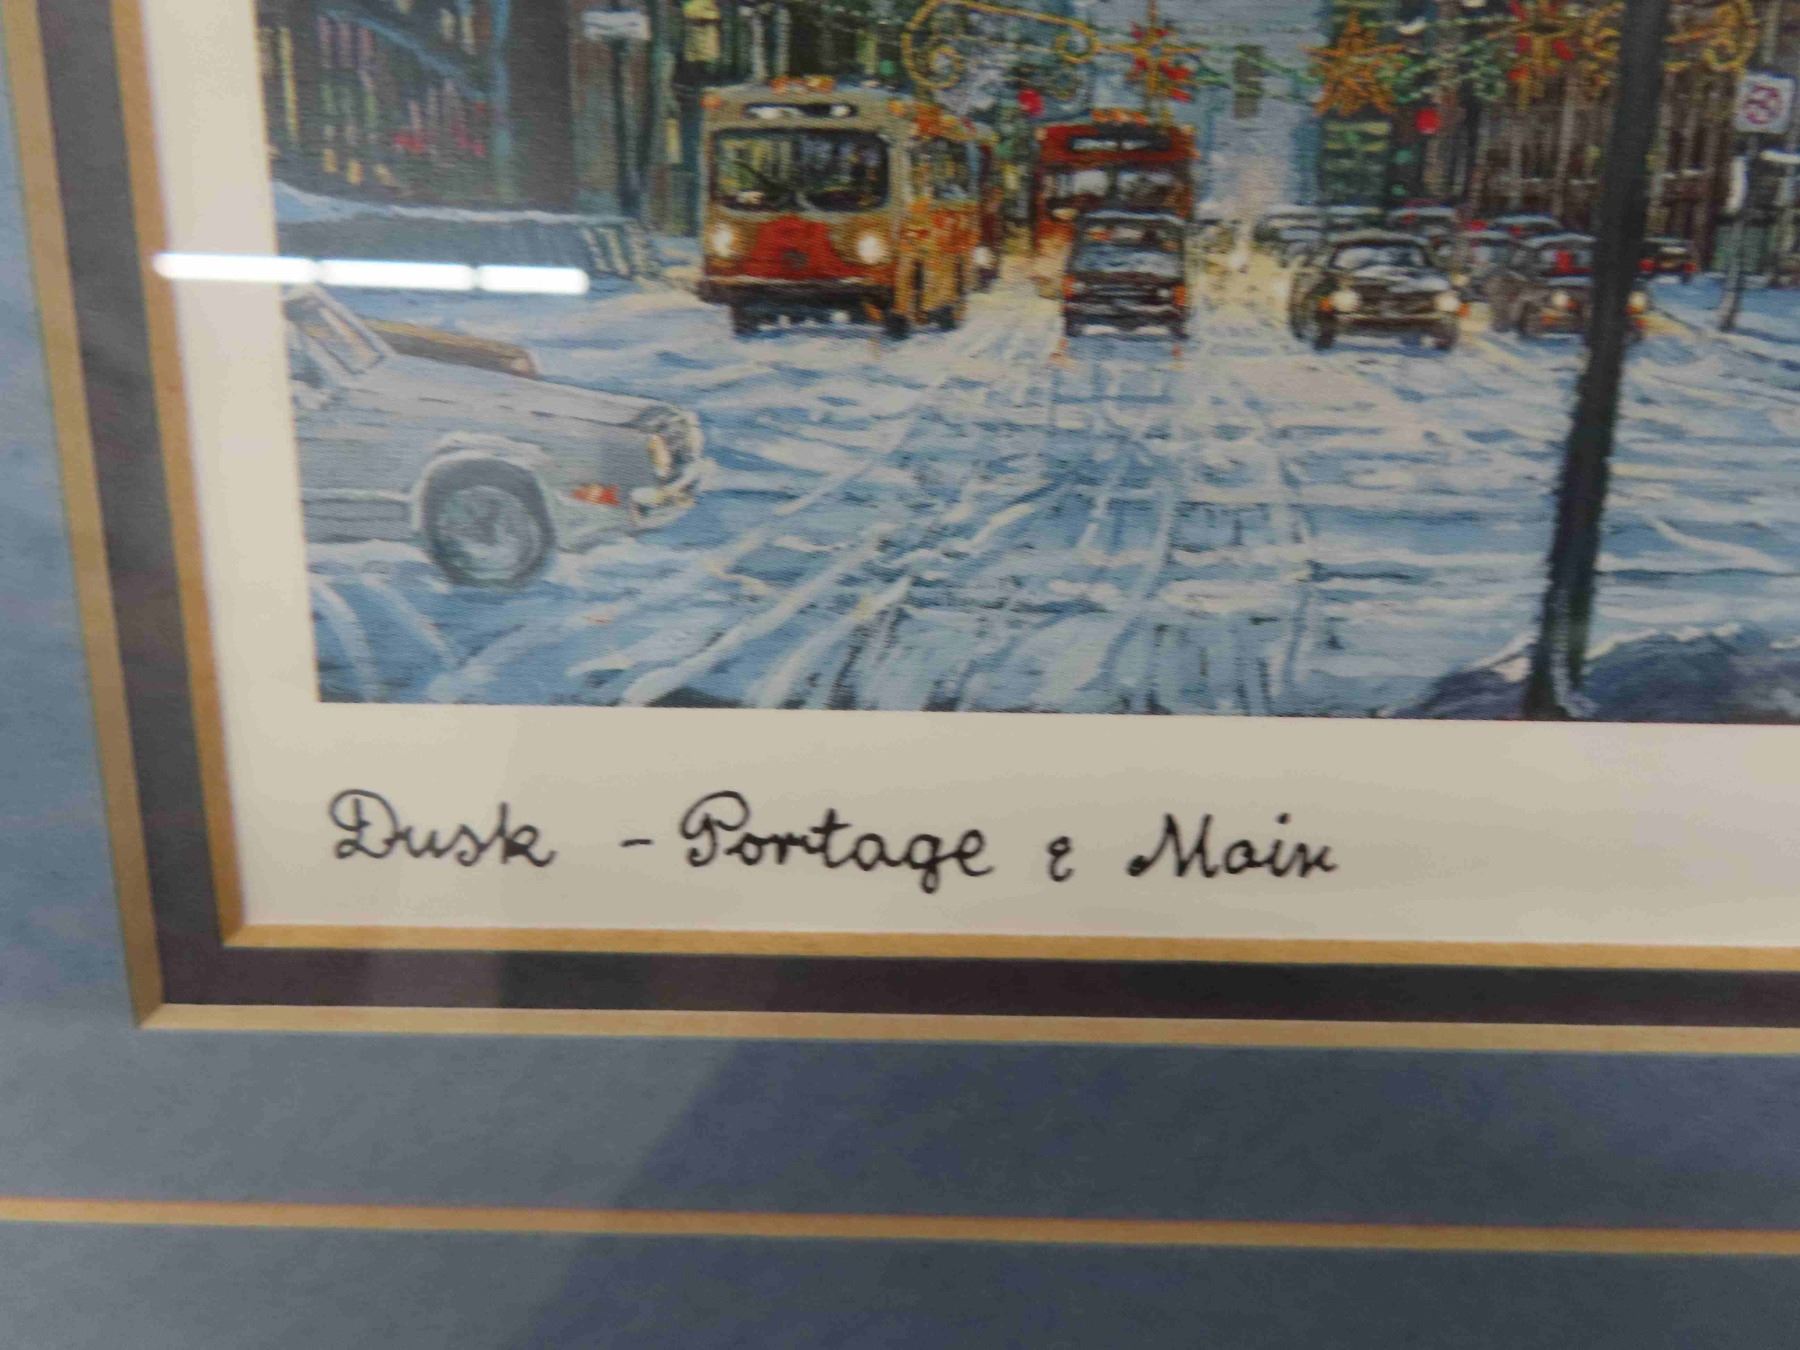 Dusk - Portage & Main